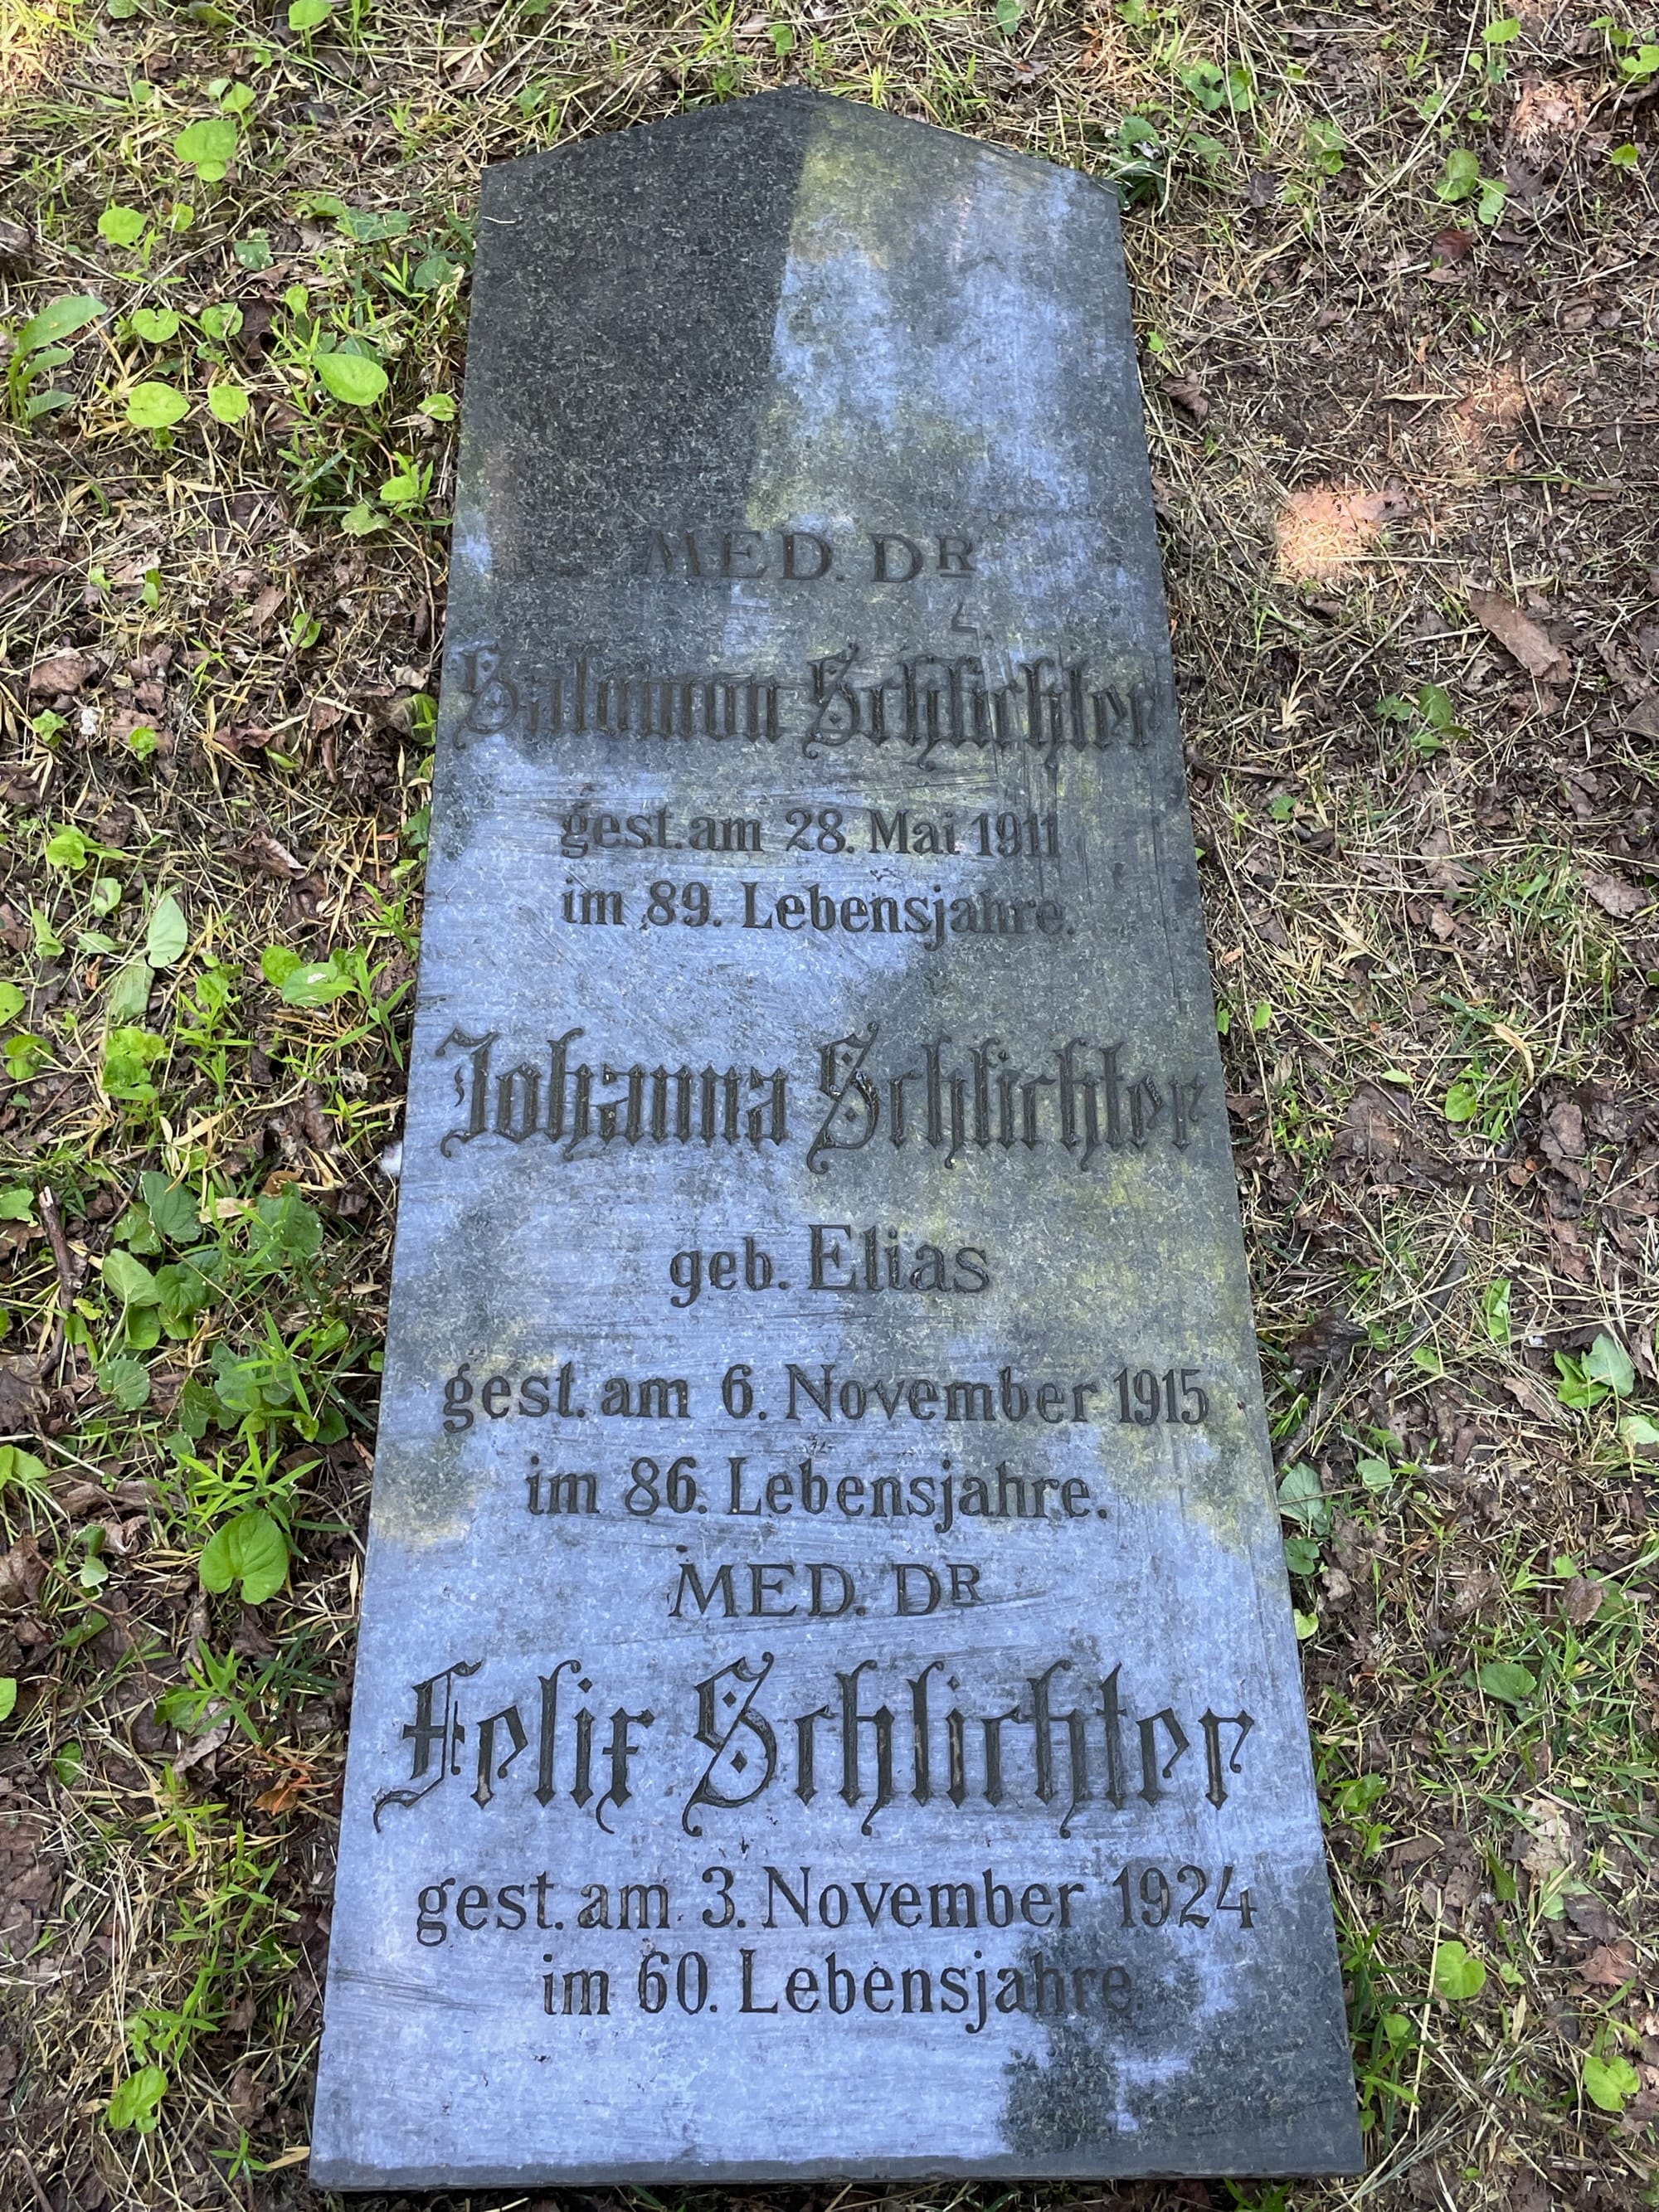 MED. DR
Salomon Schlichter
gest. am 28. Mai 1911
im 89. Lebensjahre.
Johanna Schlichter
geb. Elias
gest. am 6. November 1915
im 86. Lebensjahre.
MED. DR
Felix Schlichter
gest. am 3. November 1924
im 60. Lebensjahre.